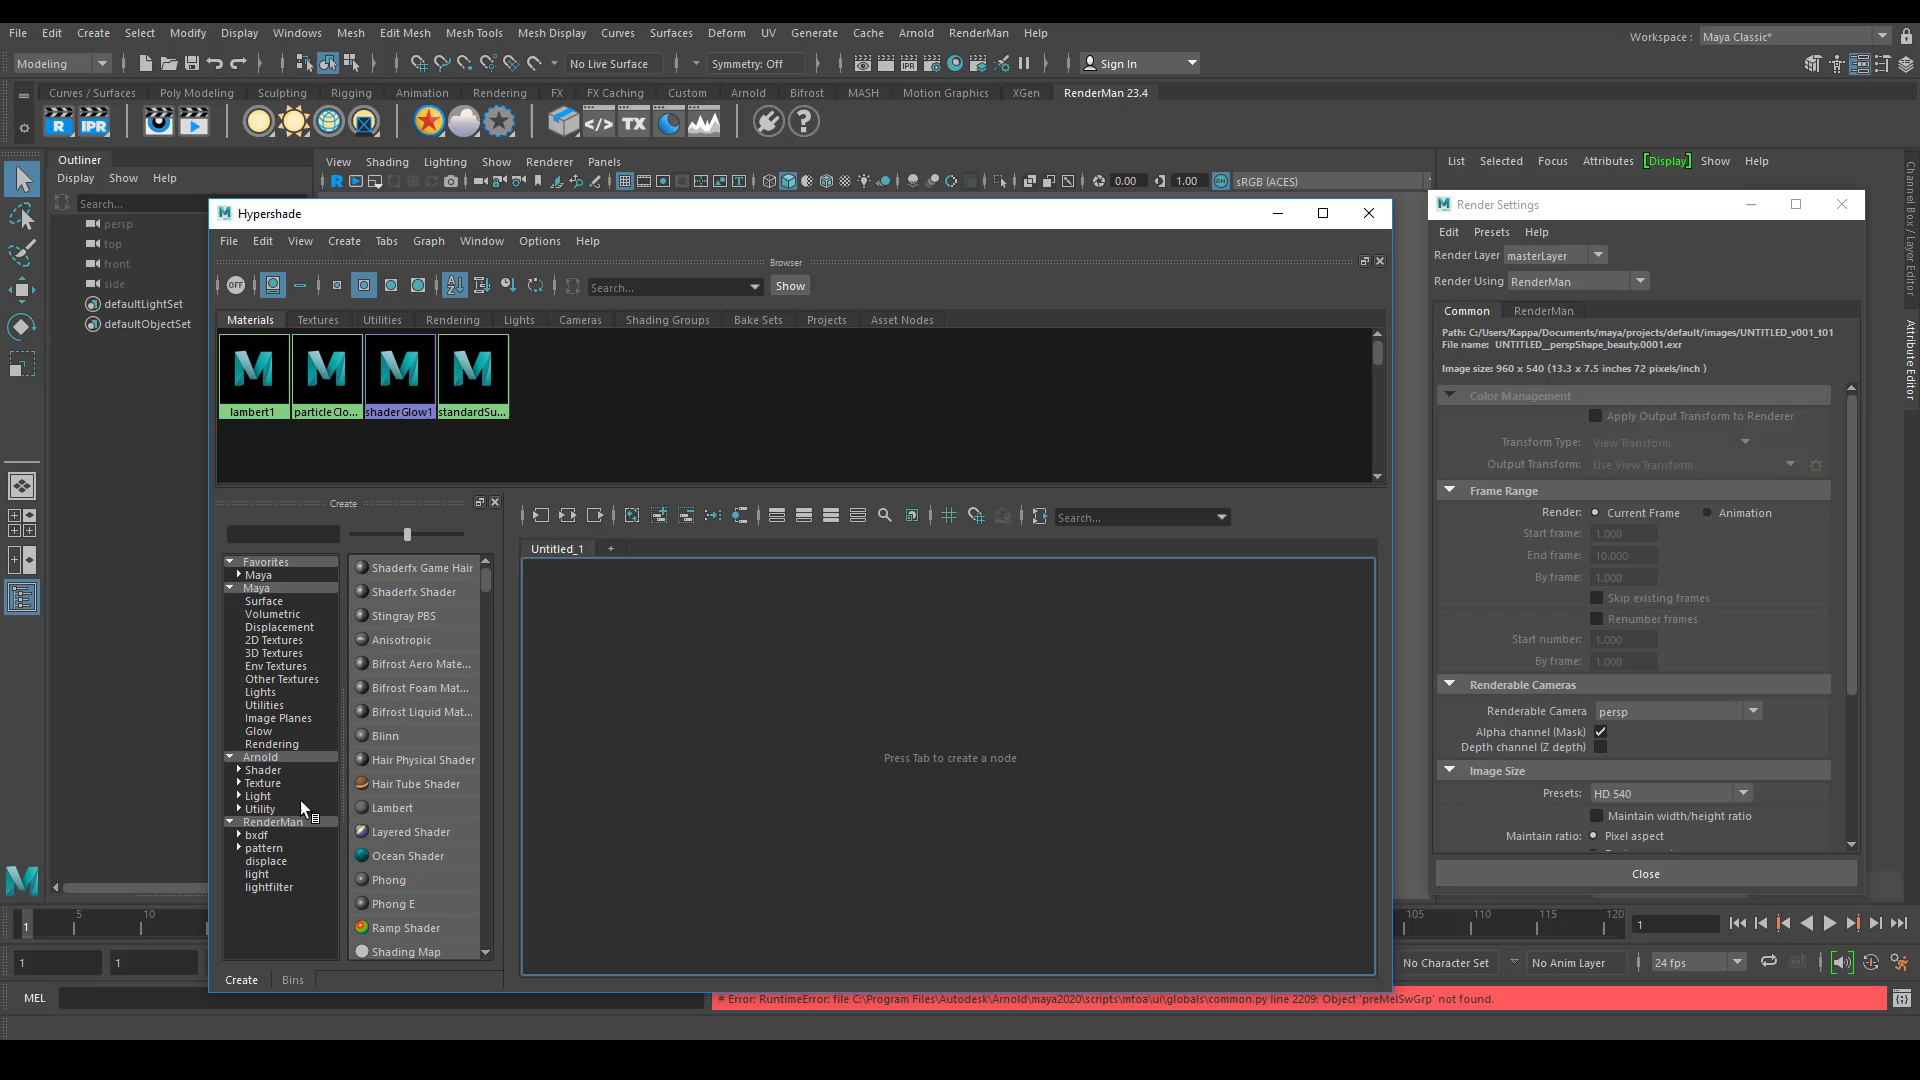 File Edit Create Select Modify Display Windows Mesh Edit Mesh Mesh Tools Mesh Display Curves Surfaces Deform UV Generate Cache Arnold RenderMan Help
Workspace : Maya Classic*
Modeling No Live Surface Symmetry: Off IPR Sign In
Curves / Surfaces Poly Modeling Sculpting Rigging Animation Rendering FX FX Caching Custom Arnold Bifrost MASH Motion Graphics XGen RenderMan 23.4
R IPR </> TX ?
Outliner
View Shading Lighting Show Renderer Panels
List Selected Focus Attributes [Display] Show Help
Display Show Help
0.00 1.00 ON sRGB (ACES)
Search...
persp
top
front
side
defaultLightSet
defaultObjectSet
Hypershade
File Edit View Create Tabs Graph Window Options Help
Browser
OFF Search... Show
Materials Textures Utilities Rendering Lights Cameras Shading Groups Bake Sets Projects Asset Nodes
lambert1 particleClo... shaderGlow1 standardSu...
Create
Favorites
Maya
Maya
Surface
Volumetric
Displacement
2D Textures
3D Textures
Env Textures
Other Textures
Lights
Utilities
Image Planes
Glow
Rendering
Arnold
Shader
Texture
Light
Utility
RenderMan
bxdf
pattern
displace
light
lightfilter
Shaderfx Game Hair
Shaderfx Shader
Stingray PBS
Anisotropic
Bifrost Aero Mate...
Bifrost Foam Mat...
Bifrost Liquid Mat...
Blinn
Hair Physical Shader
Hair Tube Shader
Lambert
Layered Shader
Ocean Shader
Phong
Phong E
Ramp Shader
Shading Map
Create Bins
Search...
Untitled_1 +
Press Tab to create a node
Render Settings
Edit Presets Help
Render Layer masterLayer
Render Using RenderMan
Common RenderMan
Path: C:/Users/Kappa/Documents/maya/projects/default/images/UNTITLED_v001_t01
File name: UNTITLED__perspShape_beauty.0001.exr
Image size: 960 x 540 (13.3 x 7.5 inches 72 pixels/inch )
Color Management
Apply Output Transform to Renderer
Transform Type: View Transform
Output Transform: Use View Transform
Frame Range
Render: Current Frame Animation
Start frame: 1.000
End frame: 10.000
By frame: 1.000
Skip existing frames
Renumber frames
Start number: 1.000
By frame: 1.000
Renderable Cameras
Renderable Camera persp
Alpha channel (Mask)
Depth channel (Z depth)
Image Size
Presets: HD 540
Maintain width/height ratio
Maintain ratio: Pixel aspect
Close
Channel Box / Layer Editor
Attribute Editor
1 5 10 105 110 115 120 1
1 1 No Character Set No Anim Layer 24 fps
MEL # Error: RuntimeError: file C:\Program Files\Autodesk\Arnold\maya2020\scripts\mtoa\ui\globals\common.py line 2209: Object 'preMelSwGrp' not found.